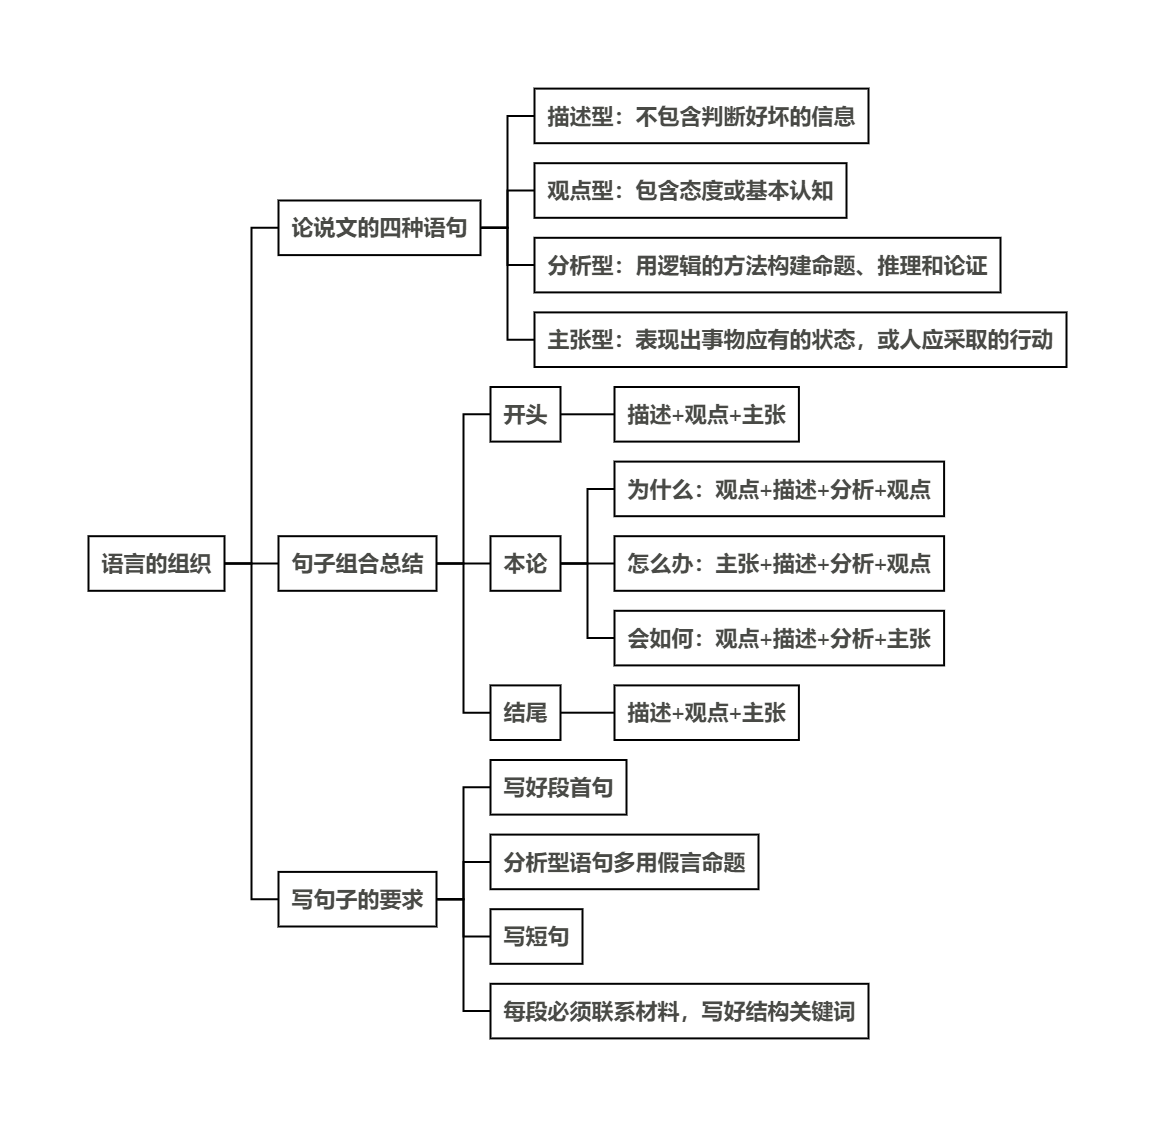 描述型：不包含判断好坏的信息
观点型：包含态度或基本认知
论说文的四种语句
分析型：用逻辑的方法构建命题、推理和论证
主张型：表现出事物应有的状态，或人应采取的行动
开头
描述+观点+主张
为什么：观点+描述+分析+观点
语言的组织
句子组合总结
本论
怎么办：主张+描述+分析+观点
会如何：观点+描述+分析+主张
结尾
描述+观点+主张
写好段首句
分析型语句多用假言命题
写句子的要求
写短句
每段必须联系材料，写好结构关键词